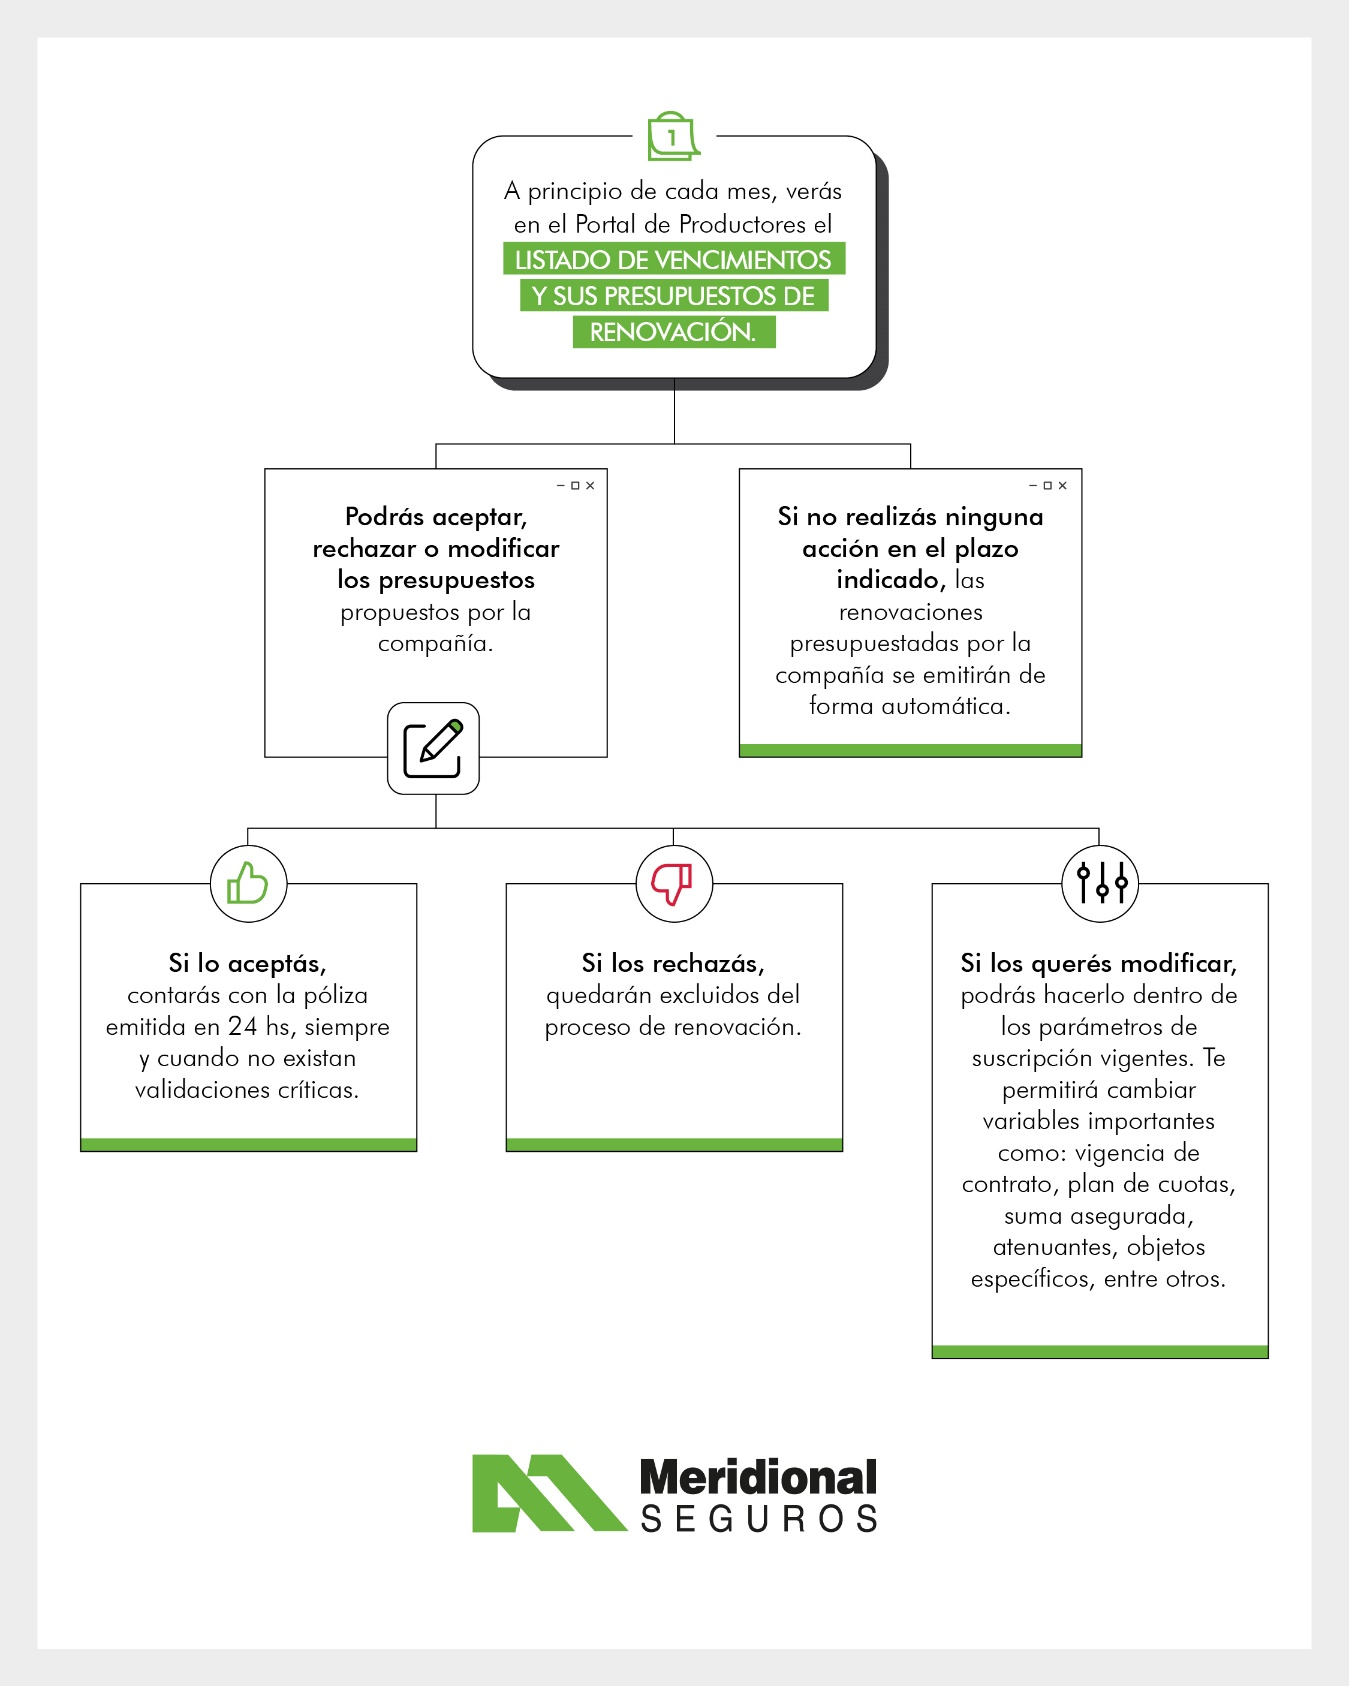 1
A principio de cada mes, verás
en el Portal de Productores el
LISTADO DE VENCIMIENTOS
Y SUS PRESUPUESTOS DE
RENOVACIÓN.
Podrás aceptar,
rechazar o modificar
los presupuestos
propuestos por la
compañía.
Si no realizás ninguna
acción en el plazo
indicado, las
renovaciones
presupuestadas por la
compañía se emitirán de
forma automática.
Si lo aceptás,
contarás con la póliza
emitida en 24 hs, siempre
y cuando no existan
validaciones críticas.
Si los rechazás,
quedarán excluidos del
proceso de renovación.
Si los querés modificar,
podrás hacerlo dentro de
los parámetros de
suscripción vigentes. Te
permitirá cambiar
variables importantes
como: vigencia de
contrato, plan de cuotas,
suma asegurada,
atenuantes, objetos
específicos, entre otros.
Meridional
SEGUROS